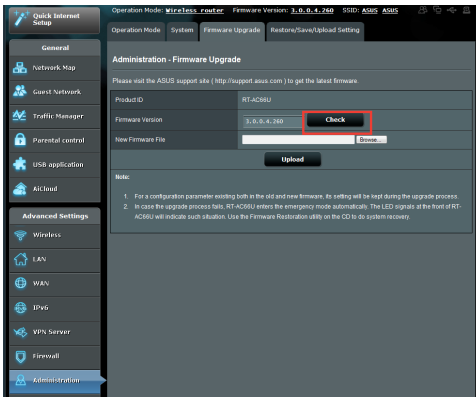 Quick Internet
Setup
Operation Mode: Wireless router Firmware Version: 3.0.0.4.260 SSID: ASUS ASUS
Operation Mode System Firmware Upgrade Restore/Save/Upload Setting
General
Network Map
Guest Network
Traffic Manager
Parental control
USB application
AiCloud
Advanced Settings
Wireless
LAN
WAN
IPv6
VPN Server
Firewall
Administration
Administration - Firmware Upgrade
Please visit the ASUS support site ( http://support.asus.com ) to get the latest firmware.
Product ID RT-AC66U
Firmware Version 3.0.0.4.260 Check
New Firmware File Browse...
Upload
Note:
1. For a configuration parameter existing both in the old and new firmware, its setting will be kept during the upgrade process.
2. In case the upgrade process fails, RT-AC66U enters the emergency mode automatically. The LED signals at the front of RT-
AC66U will indicate such situation. Use the Firmware Restoration utility on the CD to do system recovery.